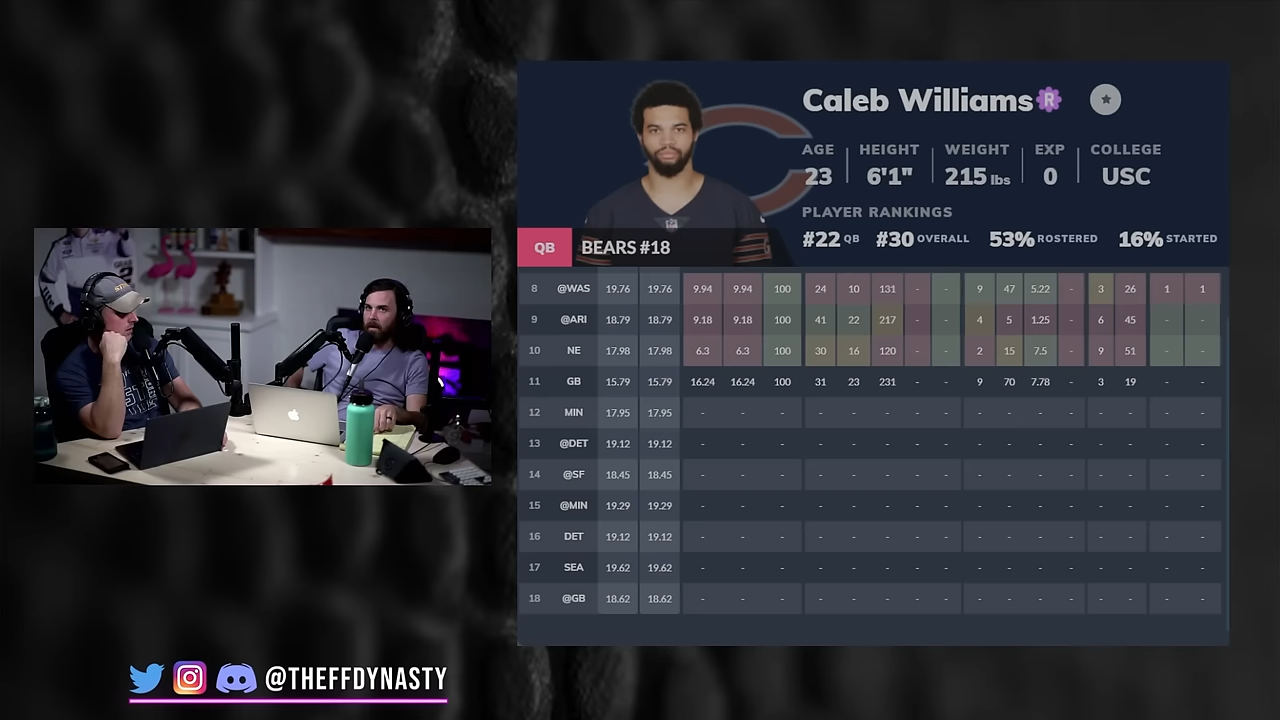 Caleb Williams R
AGE HEIGHT WEIGHT EXP COLLEGE
23 6'1" 215 lbs 0 USC
PLAYER RANKINGS
#22 QB #30 OVERALL 53% ROSTERED 16% STARTED
QB BEARS #18
8 @WAS 19.76 19.76 9.94 9.94 100 24 10 131 - - 9 47 5.22 - 3 26 1 1
9 @ARI 18.79 18.79 9.18 9.18 100 41 22 217 - - 4 5 1.25 - 6 45 - -
10 NE 17.98 17.98 6.3 6.3 100 30 16 120 - - 2 15 7.5 - 9 51 - -
11 GB 15.79 15.79 16.24 16.24 100 31 23 231 - - 9 70 7.78 - 3 19 - -
12 MIN 17.95 17.95 - - - - - - - - - - - - - - - -
13 @DET 19.12 19.12 - - - - - - - - - - - - - - - -
14 @SF 18.45 18.45 - - - - - - - - - - - - - - - -
15 @MIN 19.29 19.29 - - - - - - - - - - - - - - - -
16 DET 19.12 19.12 - - - - - - - - - - - - - - - -
17 SEA 19.62 19.62 - - - - - - - - - - - - - - - -
18 @GB 18.62 18.62 - - - - - - - - - - - - - - - -
@THEFFDYNASTY